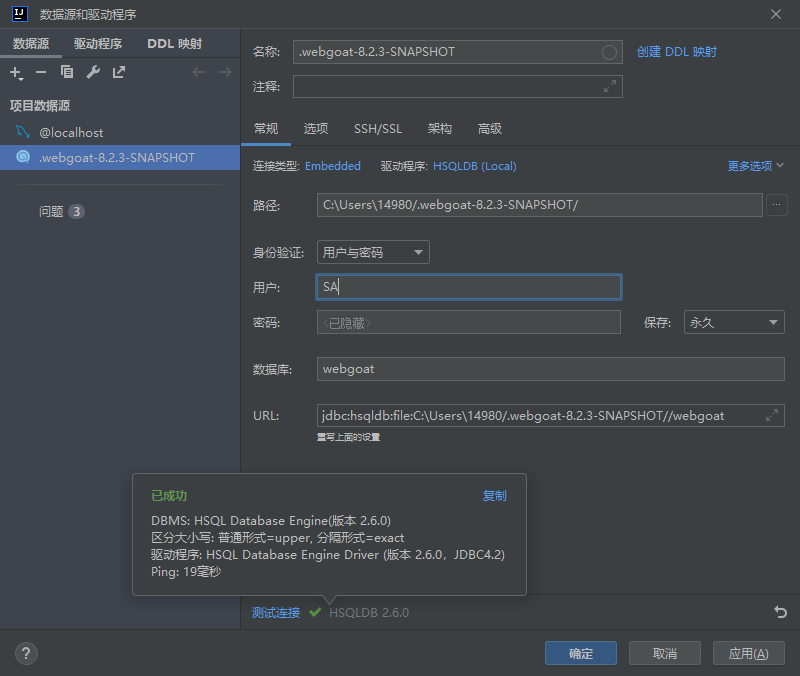 数据源和驱动程序
数据源 驱动程序 DDL 映射
项目数据源
@localhost
.webgoat-8.2.3-SNAPSHOT
问题 3
名称: .webgoat-8.2.3-SNAPSHOT 创建 DDL 映射
注释:
常规 选项 SSH/SSL 架构 高级
连接类型: Embedded 驱动程序: HSQLDB (Local) 更多选项
路径: C:\Users\14980/.webgoat-8.2.3-SNAPSHOT/ ...
身份验证: 用户与密码
用户: SA
密码: <已隐藏> 保存: 永久
数据库: webgoat
URL: jdbc:hsqldb:file:C:\Users\14980/.webgoat-8.2.3-SNAPSHOT//webgoat
重写上面的设置
已成功 复制
DBMS: HSQL Database Engine(版本 2.6.0)
区分大小写: 普通形式=upper, 分隔形式=exact
驱动程序: HSQL Database Engine Driver (版本 2.6.0，JDBC4.2)
Ping: 19毫秒
测试连接 HSQLDB 2.6.0
? 确定 取消 应用(A)